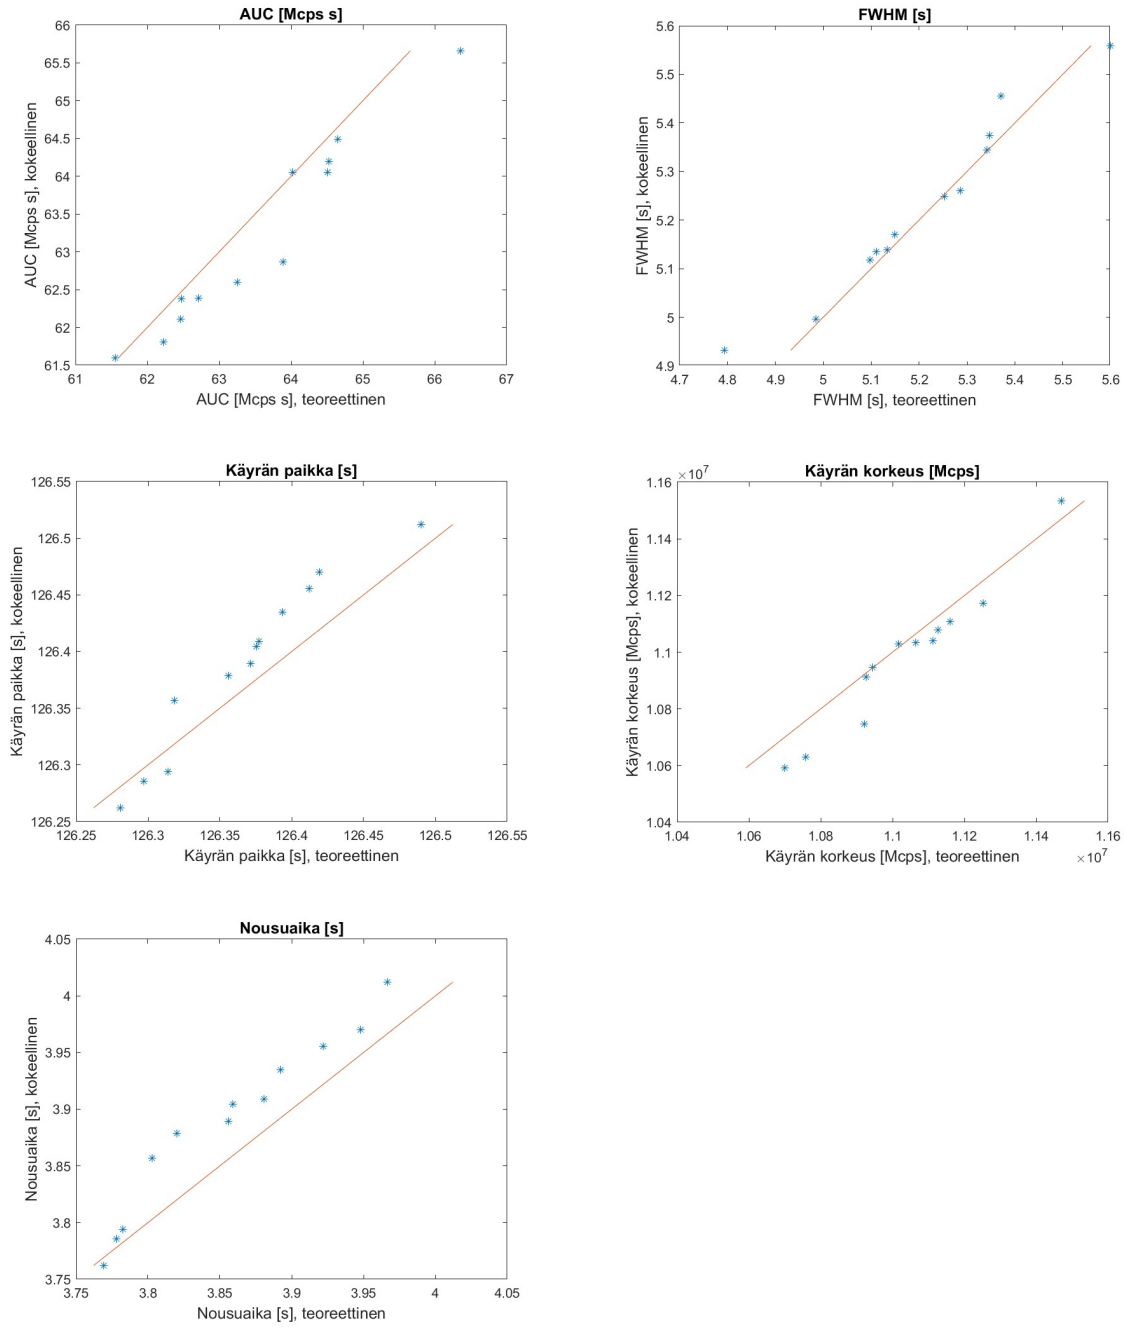 AUC [Mcps s]
66
65.5
65
64.5
64
63.5
63
62.5
62
61.5
61 62 63 64 65 66 67
AUC [Mcps s], kokeellinen
AUC [Mcps s], teoreettinen
FWHM [s]
5.6
5.5
5.4
5.3
5.2
5.1
5
4.9
4.7 4.8 4.9 5 5.1 5.2 5.3 5.4 5.5 5.6
FWHM [s], kokeellinen
FWHM [s], teoreettinen
Käyrän paikka [s]
126.55
126.5
126.45
126.4
126.35
126.3
126.25
126.25 126.3 126.35 126.4 126.45 126.5 126.55
Käyrän paikka [s], kokeellinen
Käyrän paikka [s], teoreettinen
Käyrän korkeus [Mcps]
×10⁷
1.16
1.14
1.12
1.1
1.08
1.06
1.04
1.04 1.06 1.08 1.1 1.12 1.14 1.16
×10⁷
Käyrän korkeus [Mcps], kokeellinen
Käyrän korkeus [Mcps], teoreettinen
Nousuaika [s]
4.05
4
3.95
3.9
3.85
3.8
3.75
3.75 3.8 3.85 3.9 3.95 4 4.05
Nousuaika [s], kokeellinen
Nousuaika [s], teoreettinen